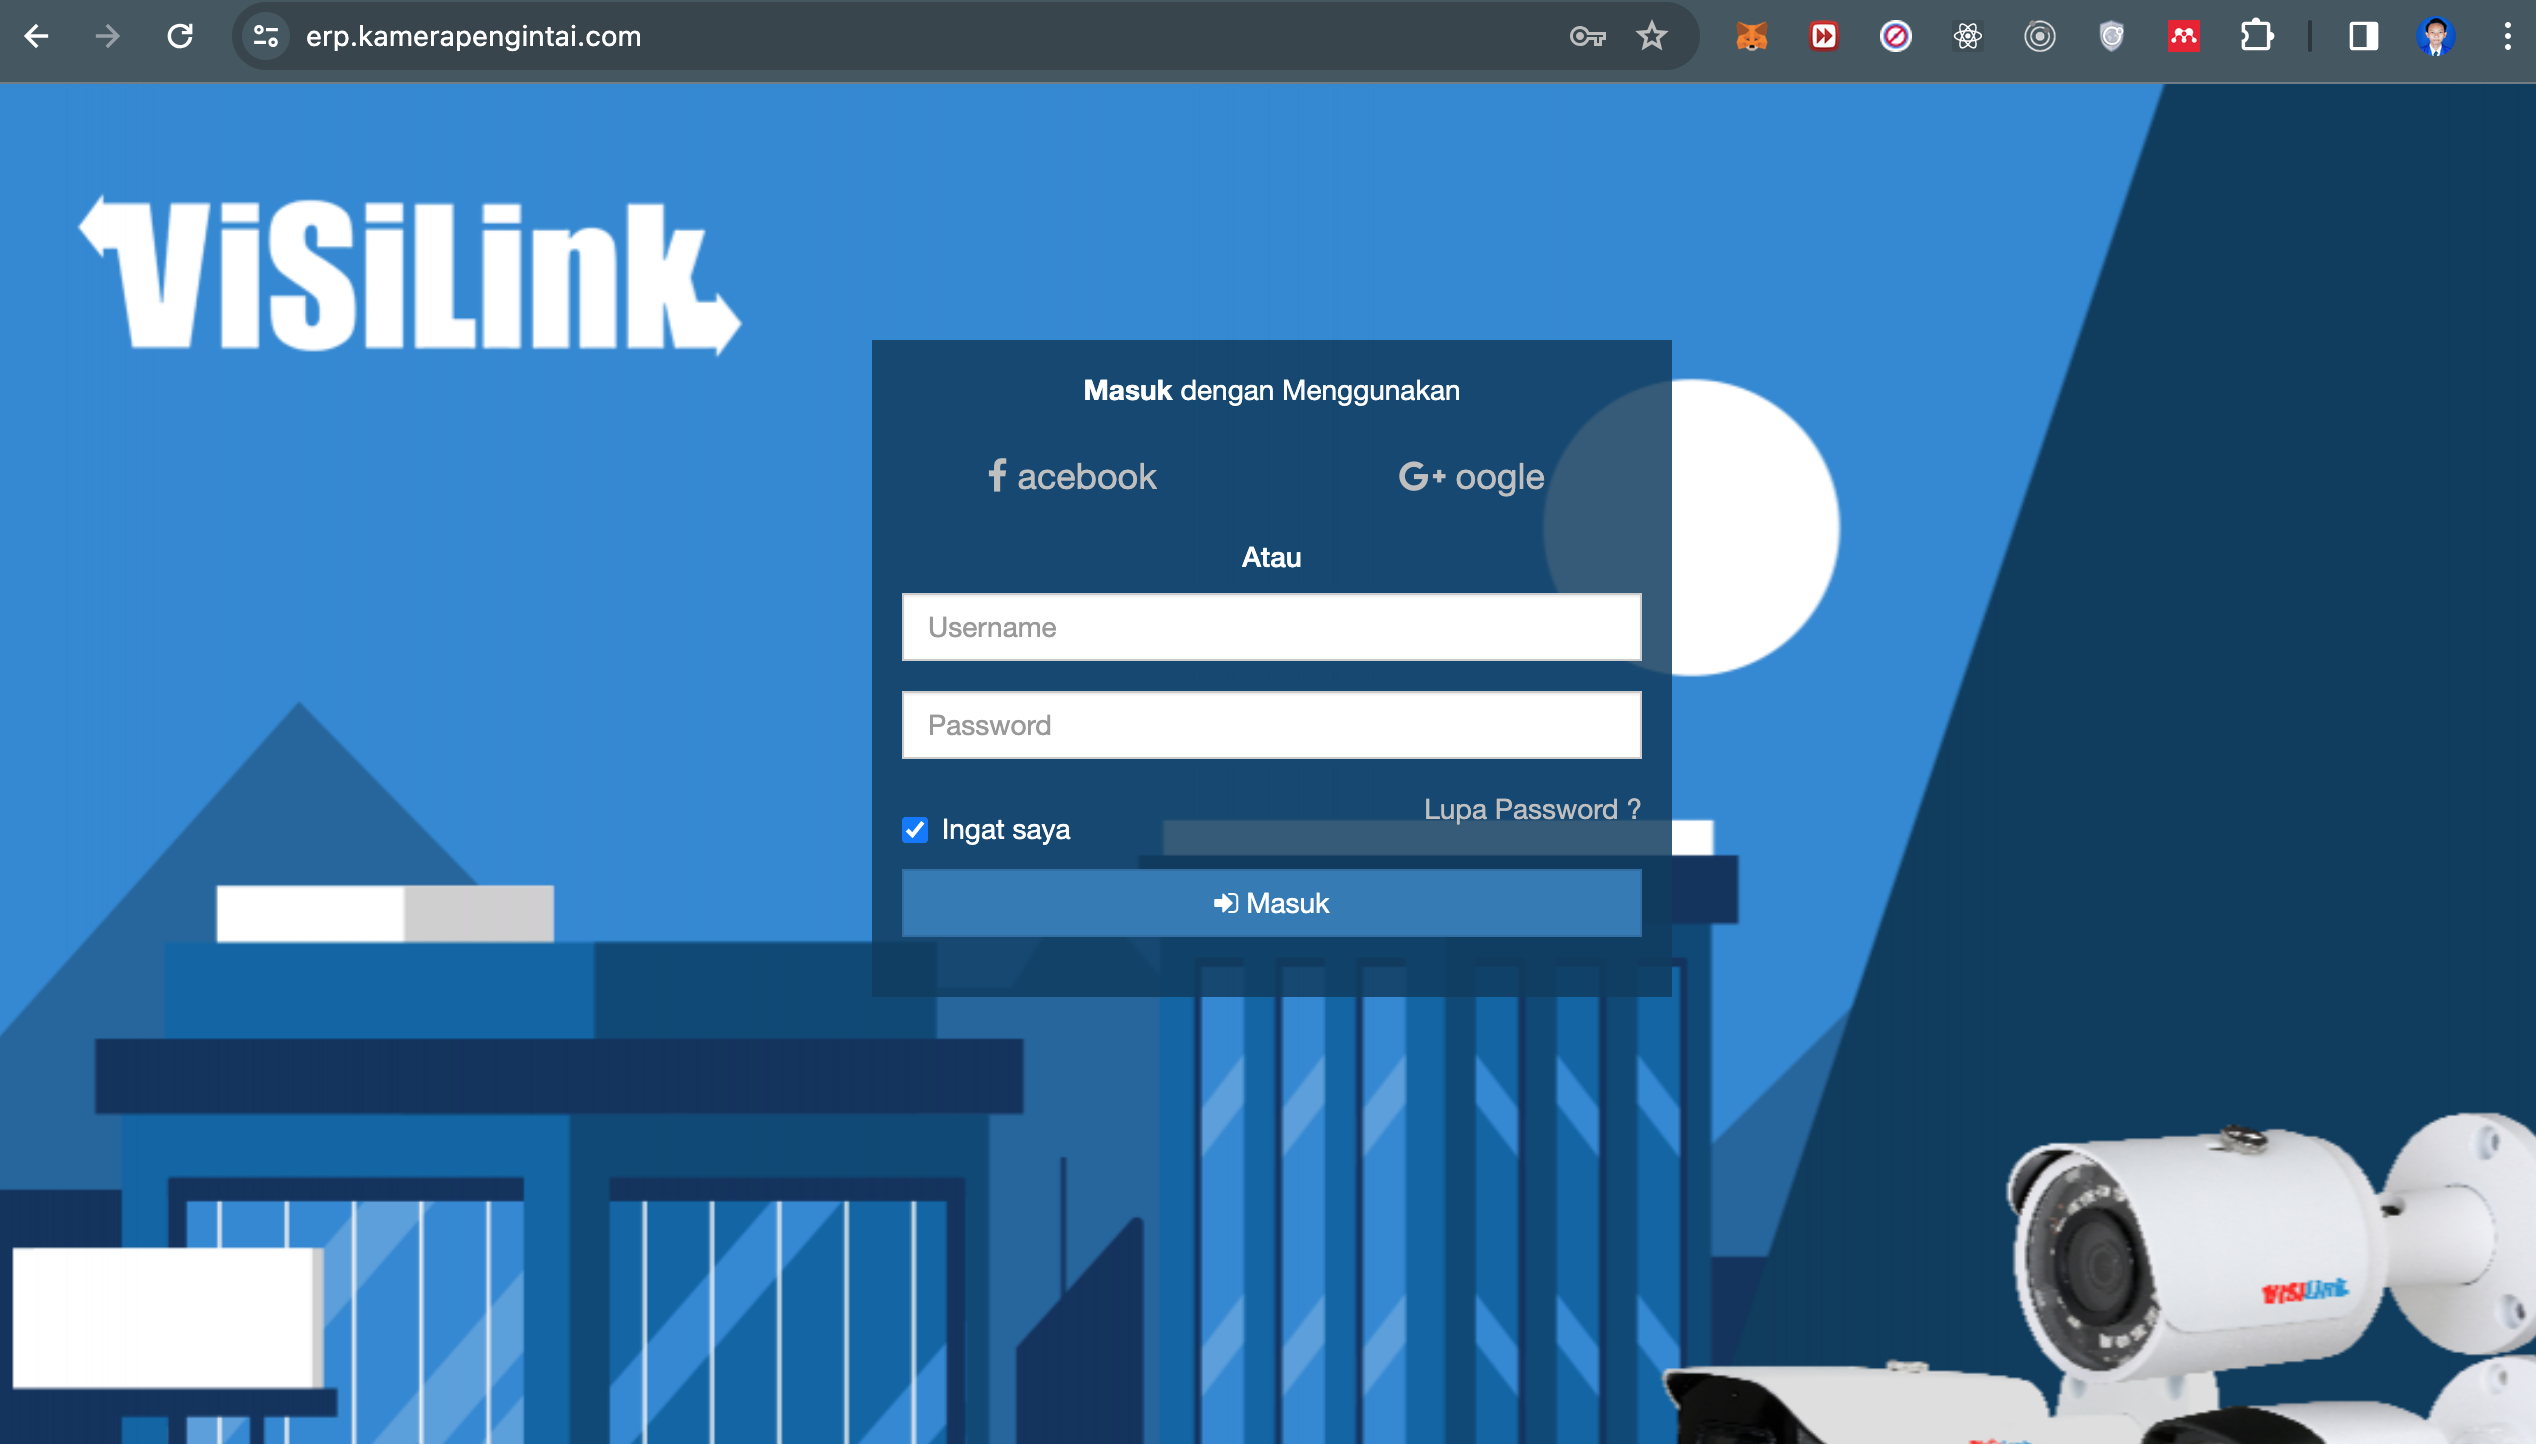 erp.kamerapengintai.com
ViSiLink
Masuk dengan Menggunakan
f acebook
G+ oogle
Atau
Username
Password
Lupa Password ?
Ingat saya
Masuk
ViSiLink